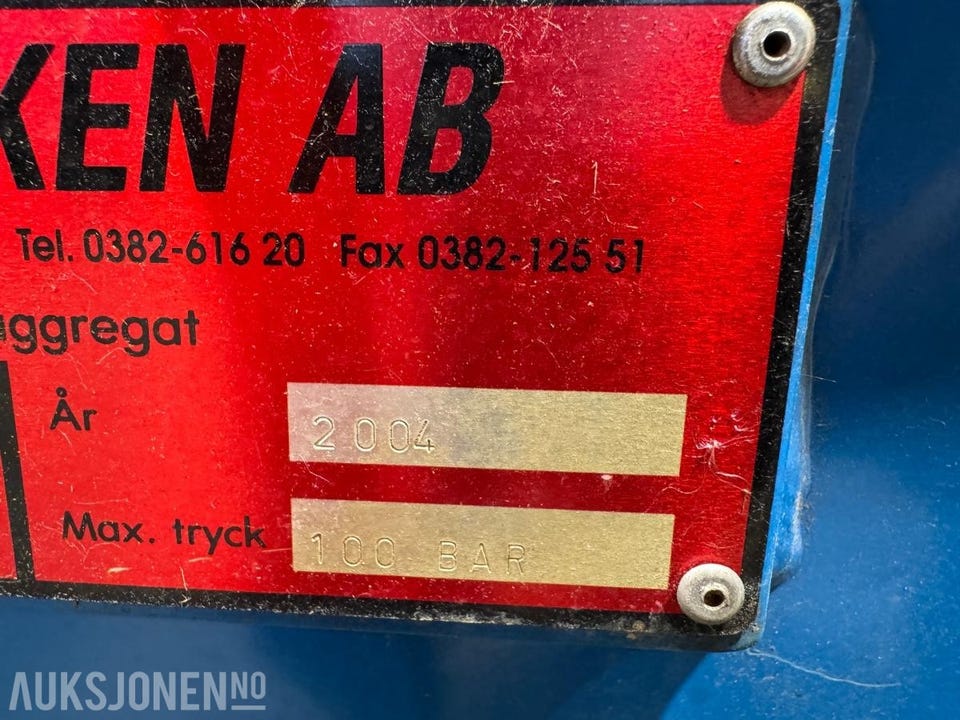 KEN AB
Tel. 0382-616 20 Fax 0382-125 51
aggregat
År 2004
Max. tryck 100 BAR
AUKSJONEN NO